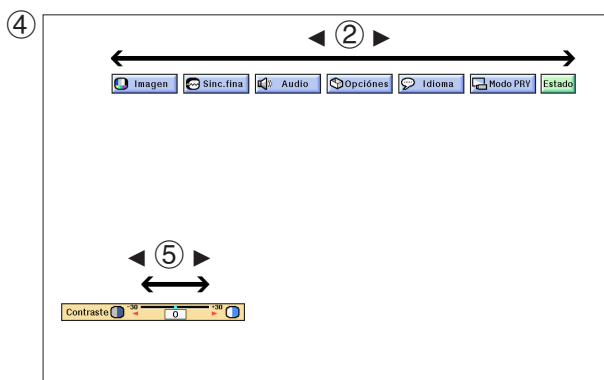 ④
◀ ② ▶
Imagen Sinc.fina Audio Opciónes Idioma Modo PRY Estado
◀ ⑤ ▶
Contraste -30 0 +30